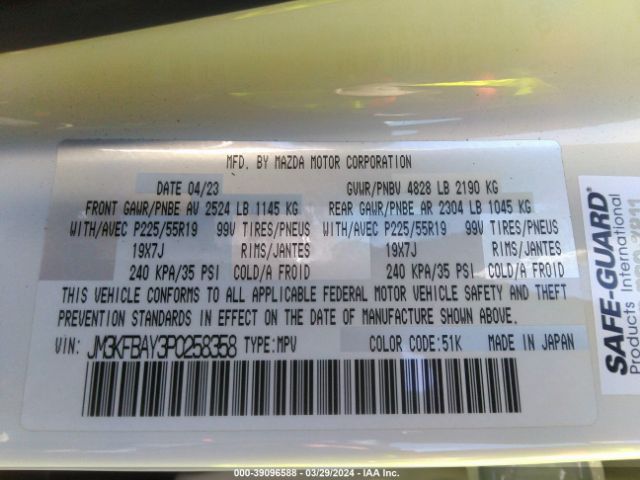 MFD. BY MAZDA MOTOR CORPORATION
DATE 04/23 GVWR/PNBV 4828 LB 2190 KG
FRONT GAWR/PNBE AV 2524 LB 1145 KG REAR GAWR/PNBE AR 2304 LB 1045 KG
WITH/AVEC P225/55R19 99V TIRES/PNEUS WITH/AVEC P225/55R19 99V TIRES/PNEUS
19X7J RIMS/JANTES 19X7J RIMS/JANTES
240 KPA/35 PSI COLD/A FROID 240 KPA/35 PSI COLD/A FROID
THIS VEHICLE CONFORMS TO ALL APPLICABLE FEDERAL MOTOR VEHICLE SAFETY AND THEFT
PREVENTION STANDARDS IN EFFECT ON THE DATE OF MANUFACTURE SHOWN ABOVE.
VIN: JM3KFBAY3P0258358 TYPE:MPV COLOR CODE:51K MADE IN JAPAN
SAFE-GUARD
Products International
000-39096588 - 03/29/2024 - IAA Inc.